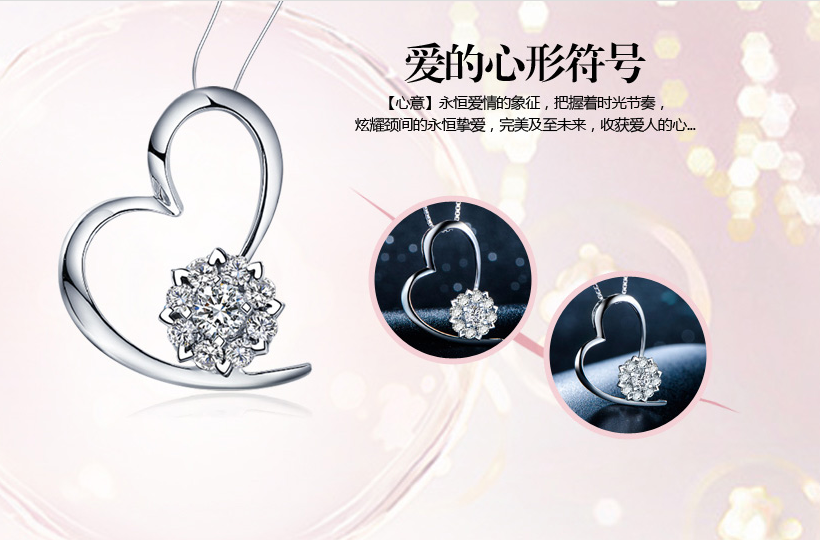 爱的心形符号
【心意】永恒爱情的象征，把握着时光节奏，
炫耀颈间的永恒挚爱，完美及至未来，收获爱人的心...